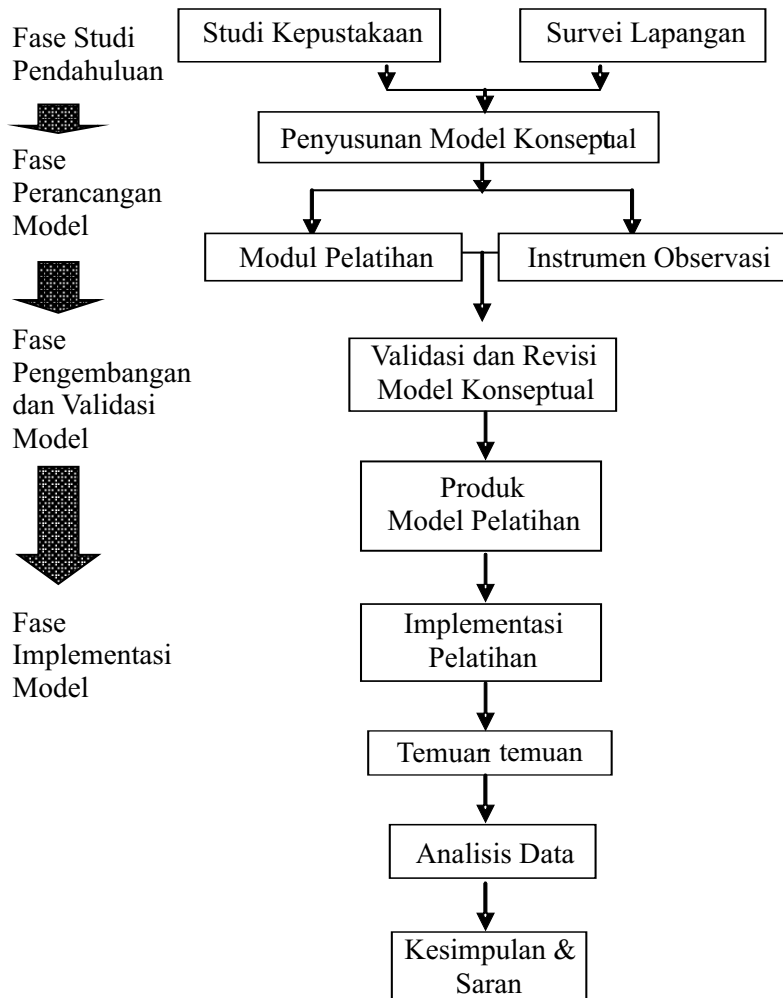 Fase Studi
Pendahuluan
Studi Kepustakaan
Survei Lapangan
Penyusunan Model Konseptual
Fase
Perancangan
Model
Modul Pelatihan
Instrumen Observasi
Fase
Pengembangan
dan Validasi
Model
Validasi dan Revisi
Model Konseptual
Produk
Model Pelatihan
Fase
Implementasi
Model
Implementasi
Pelatihan
Temuan- temuan
Analisis Data
Kesimpulan &
Saran